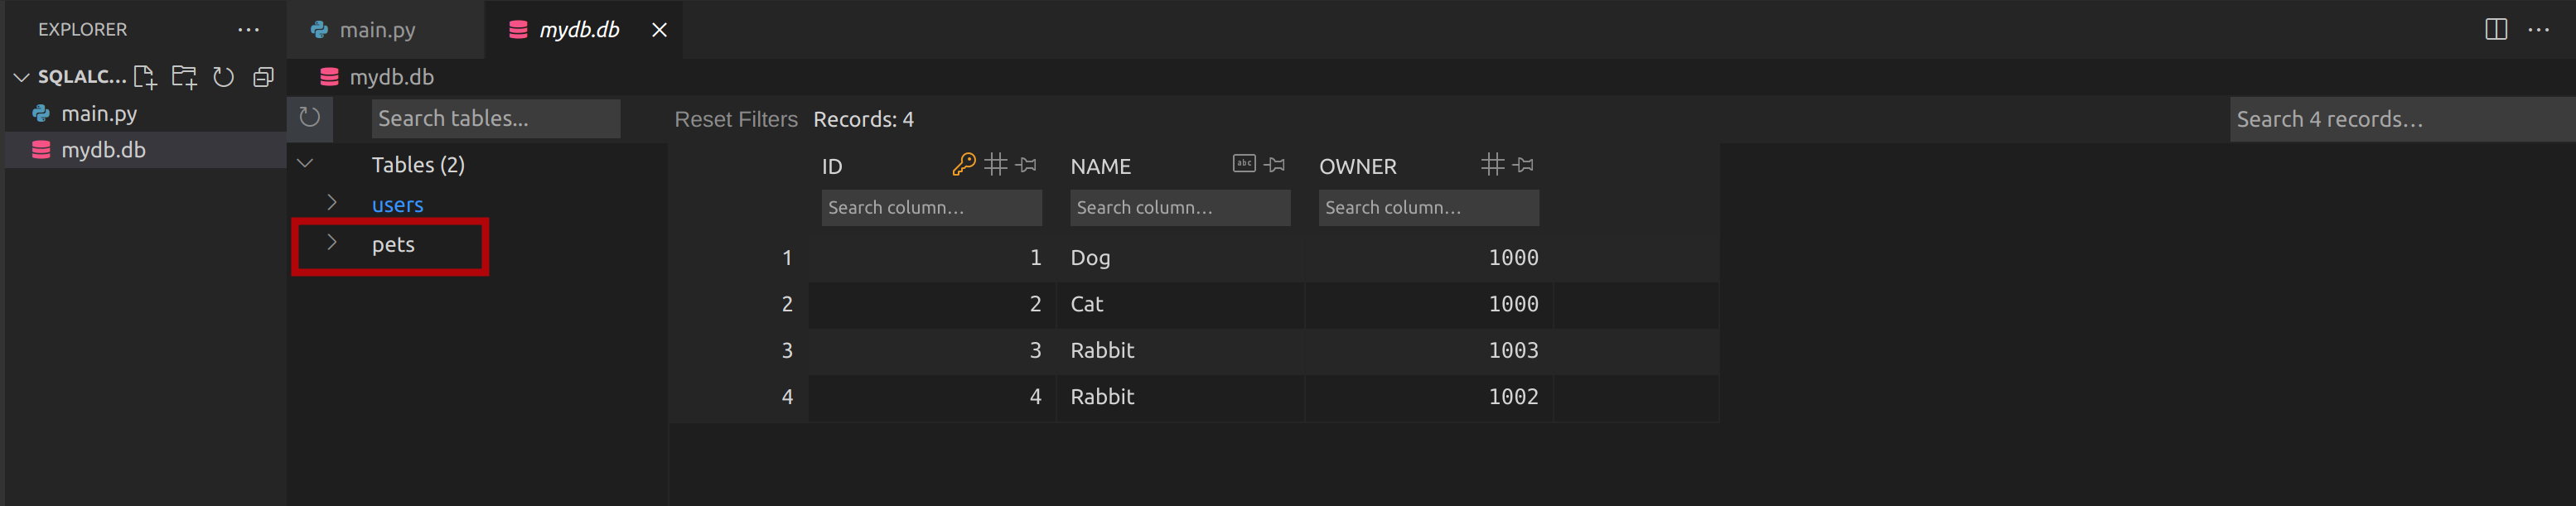 EXPLORER
main.py
mydb.db
SQLALC...
mydb.db
main.py
mydb.db
Search tables...
Reset Filters Records: 4
Search 4 records...
Tables (2)
users
pets
ID NAME OWNER
Search column... Search column... Search column...
1 1 Dog 1000
2 2 Cat 1000
3 3 Rabbit 1003
4 4 Rabbit 1002